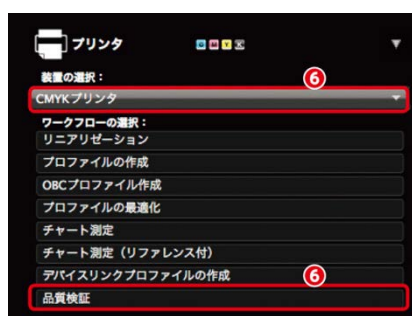 プリンタ C M Y K ▼
装置の選択：
⑥
CMYKプリンタ
ワークフローの選択：
リニアリゼーション
プロファイルの作成
OBCプロファイル作成
プロファイルの最適化
チャート測定
チャート測定（リファレンス付）
デバイスリンクプロファイルの作成
⑥
品質検証